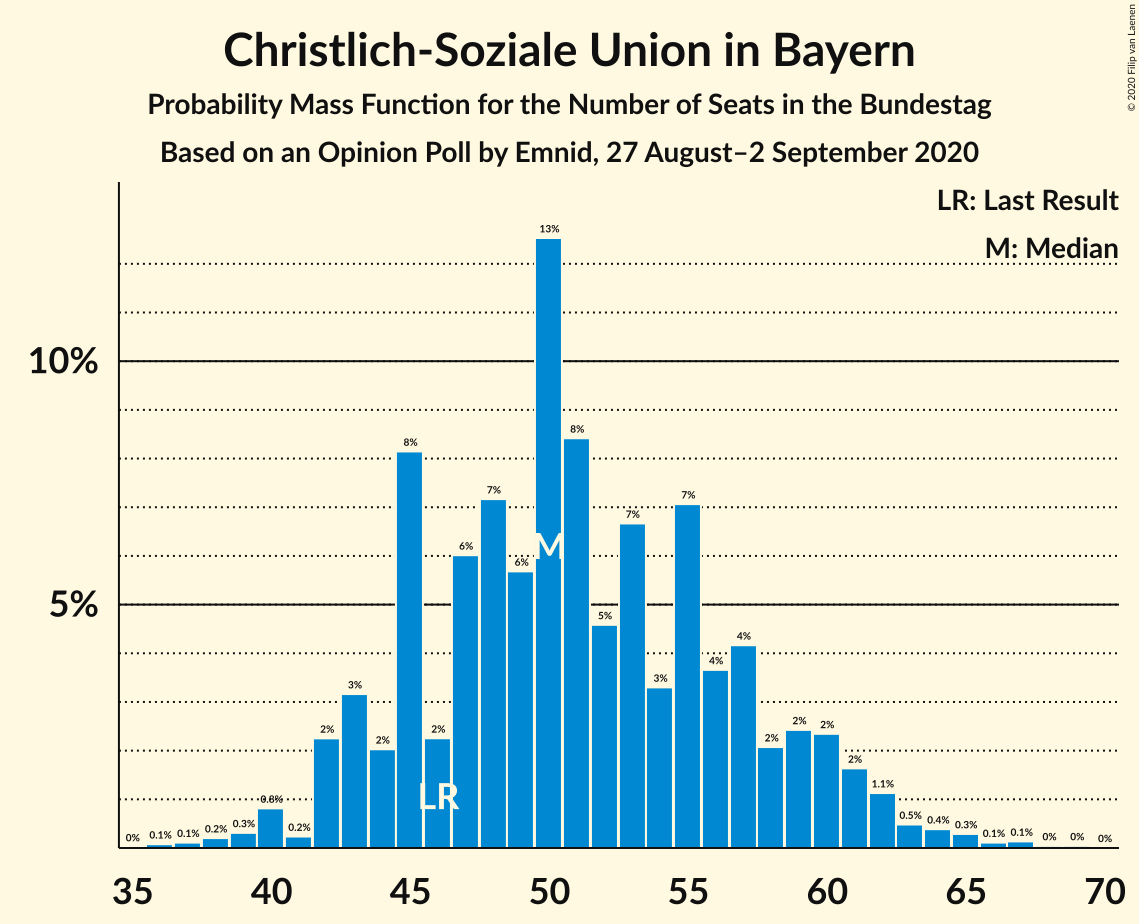 Christlich-Soziale Union in Bayern
Probability Mass Function for the Number of Seats in the Bundestag
Based on an Opinion Poll by Emnid, 27 August–2 September 2020
© 2020 Filip van Laenen
LR: Last Result
M: Median
10%
5%
0% 0.1% 0.1% 0.2% 0.3% 0.8% 0.2% 2% 3% 2% 8% 2% 6% 7% 6% 13% 8% 5% 7% 3% 7% 4% 4% 2% 2% 2% 2% 1.1% 0.5% 0.4% 0.3% 0.1% 0.1% 0% 0% 0%
M
LR
35 40 45 50 55 60 65 70